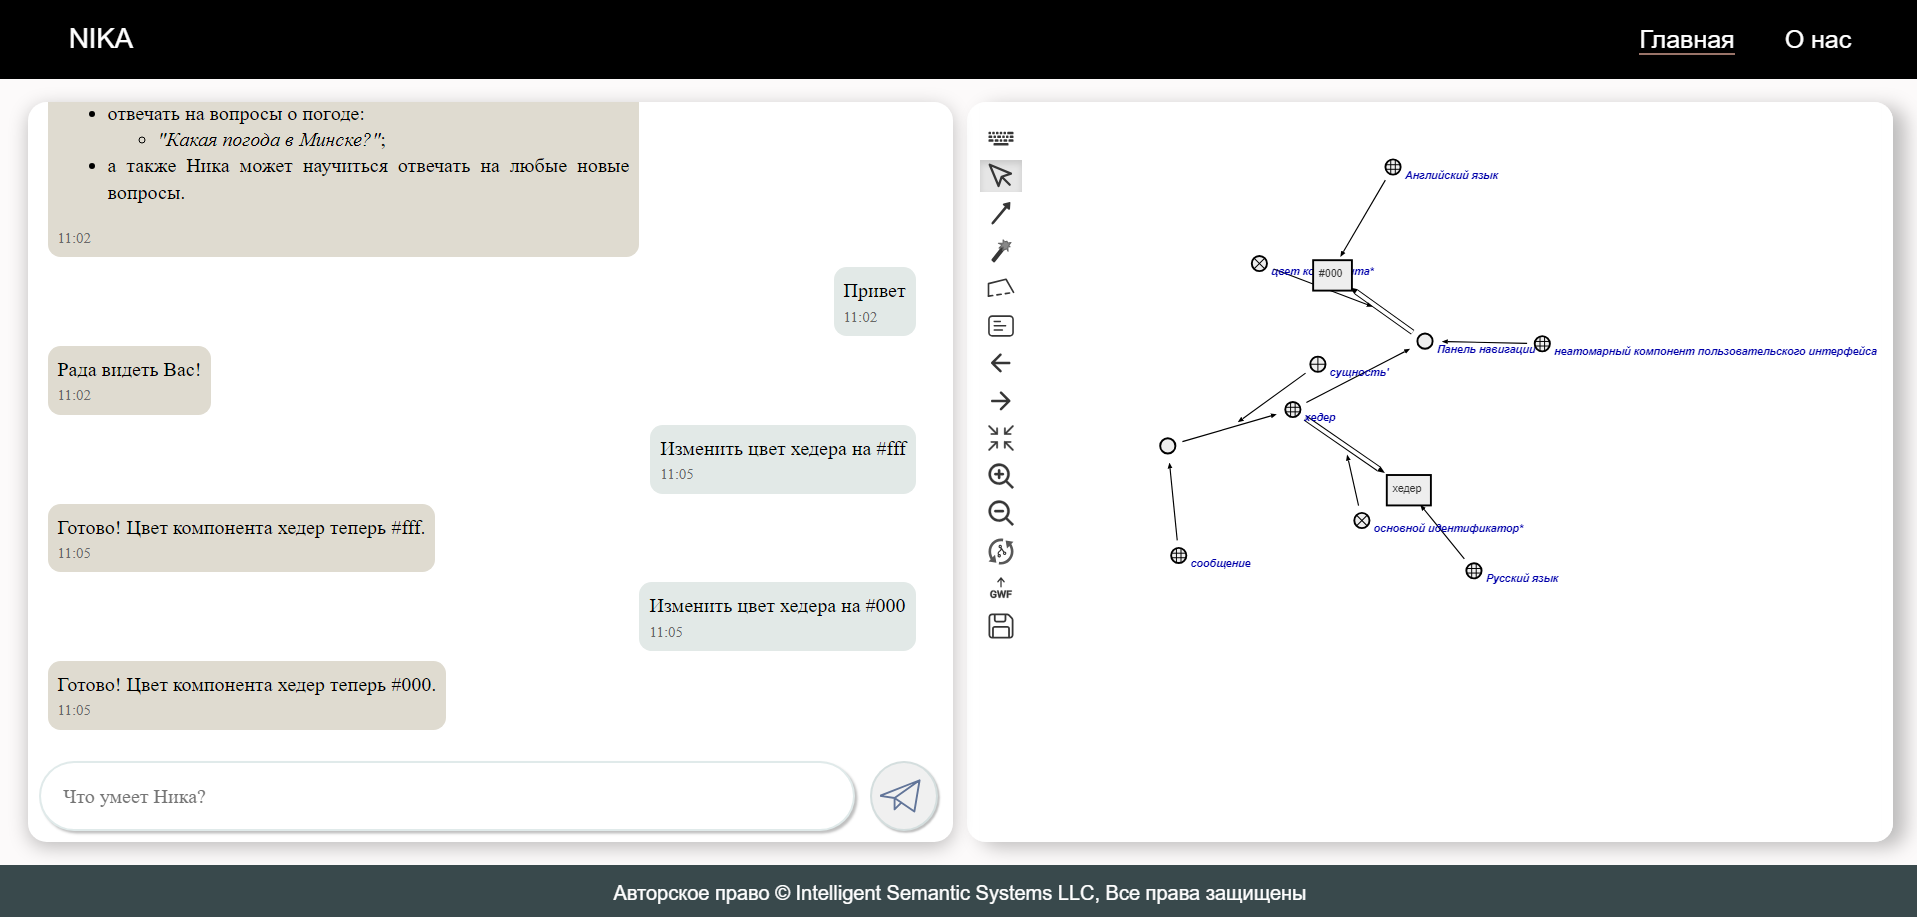 NIKA
Главная
О нас
отвечать на вопросы о погоде:
"Какая погода в Минске?";
а также Ника может научиться отвечать на любые новые
вопросы.
11:02
Привет
11:02
Рада видеть Вас!
11:02
Изменить цвет хедера на #fff
11:05
Готово! Цвет компонента хедер теперь #fff.
11:05
Изменить цвет хедера на #000
11:05
Готово! Цвет компонента хедер теперь #000.
11:05
Что умеет Ника?
GWF
Английский язык
#000
Панель навигации
неатомарный компонент пользовательского интерфейса
сущность'
хедер
хедер
основной идентификатор*
сообщение
Русский язык
Авторское право © Intelligent Semantic Systems LLC, Все права защищены